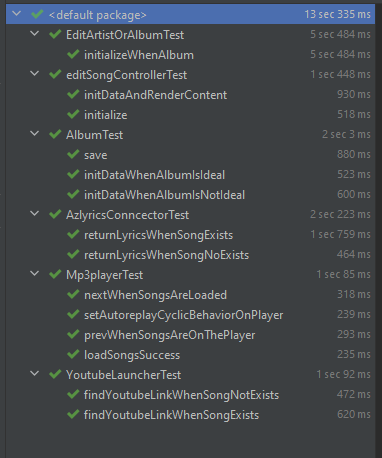 <default package> 13 sec 335 ms
EditArtistOrAlbumTest 5 sec 484 ms
initializeWhenAlbum 5 sec 484 ms
editSongControllerTest 1 sec 448 ms
initDataAndRenderContent 930 ms
initialize 518 ms
AlbumTest 2 sec 3 ms
save 880 ms
initDataWhenAlbumIsIdeal 523 ms
initDataWhenAlbumIsNotIdeal 600 ms
AzlyricsConncectorTest 2 sec 223 ms
returnLyricsWhenSongExists 1 sec 759 ms
returnLyricsWhenSongNoExists 464 ms
Mp3playerTest 1 sec 85 ms
nextWhenSongsAreLoaded 318 ms
setAutoreplayCyclicBehaviorOnPlayer 239 ms
prevWhenSongsAreOnThePlayer 293 ms
loadSongsSuccess 235 ms
YoutubeLauncherTest 1 sec 92 ms
findYoutubeLinkWhenSongNotExists 472 ms
findYoutubeLinkWhenSongExists 620 ms